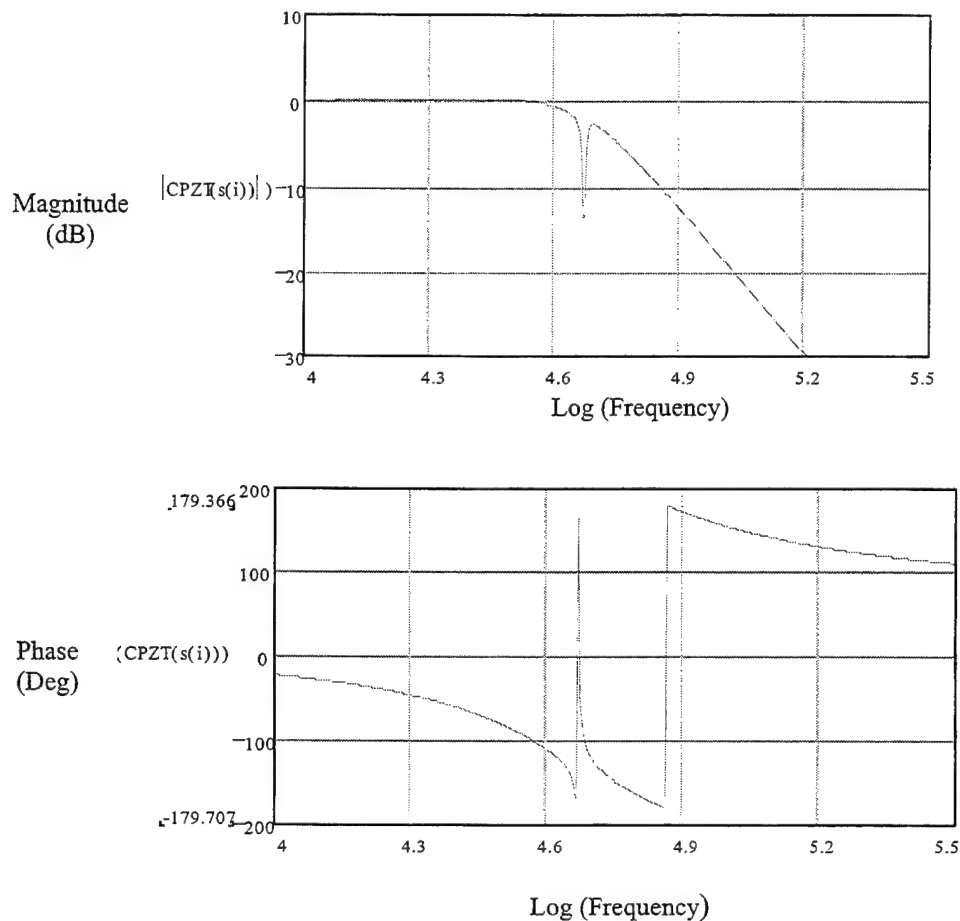 10
0
|CPZT(s(i))| ) −10
Magnitude
(dB)
−20
−30
4 4.3 4.6 4.9 5.2 5.5
Log (Frequency)
179.366 200
100
Phase (CPZT(s(i))) 0
(Deg)
−100
-179.707 −200
4 4.3 4.6 4.9 5.2 5.5
Log (Frequency)